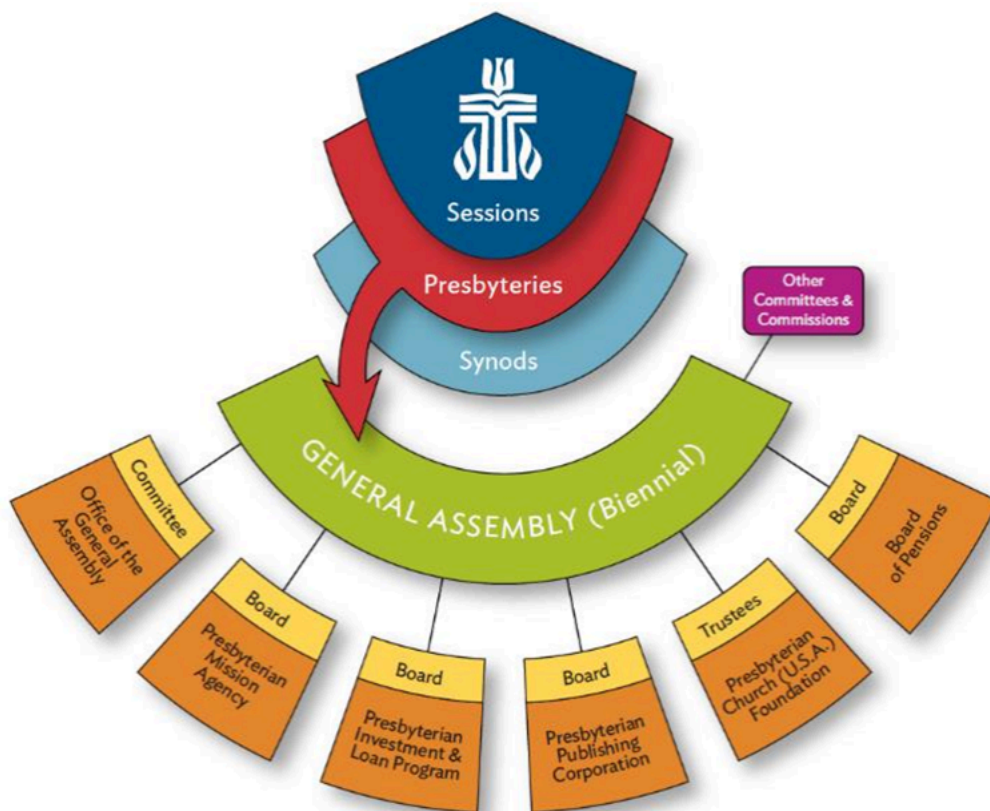 Sessions
Presbyteries
Synods
Other
Committees &
Commissions
GENERAL ASSEMBLY (Biennial)
Committee
Office of the
General
Assembly
Board
Presbyterian
Mission
Agency
Board
Presbyterian
Investment &
Loan Program
Board
Presbyterian
Publishing
Corporation
Trustees
Presbyterian
Church (U.S.A.)
Foundation
Board
Board
of Pensions